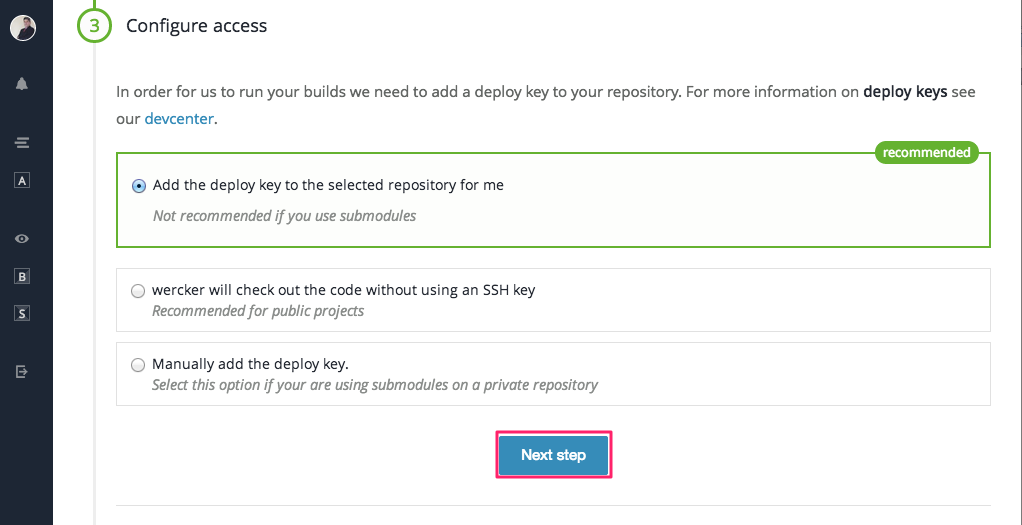 3 Configure access
In order for us to run your builds we need to add a deploy key to your repository. For more information on deploy keys see
our devcenter.
recommended
Add the deploy key to the selected repository for me
Not recommended if you use submodules
wercker will check out the code without using an SSH key
Recommended for public projects
Manually add the deploy key.
Select this option if your are using submodules on a private repository
Next step
A
B
S